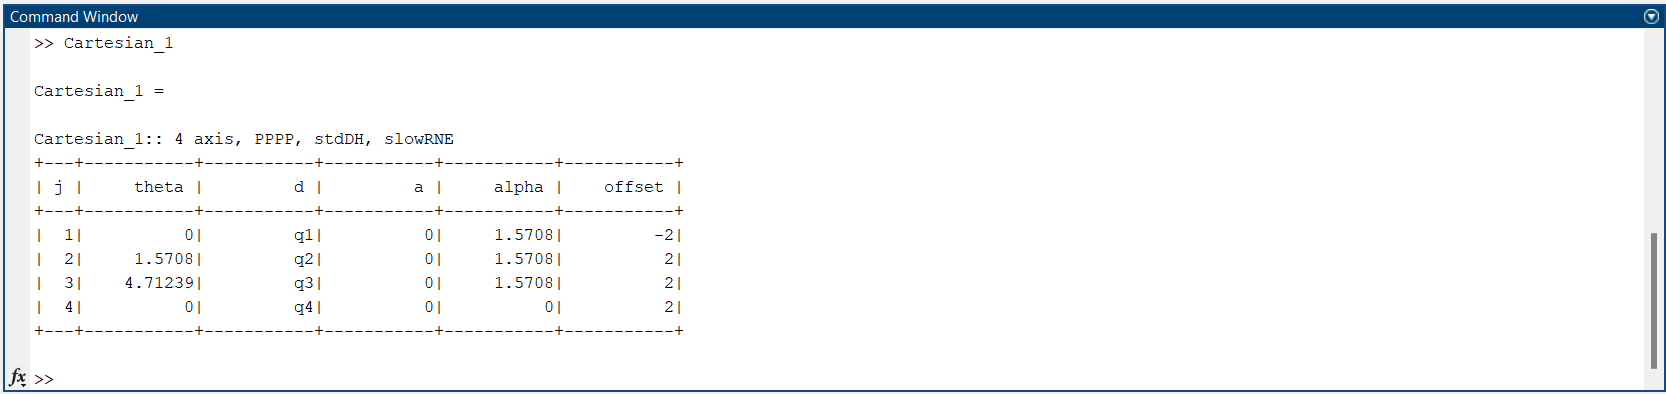 Command Window
>> Cartesian_1
Cartesian_1 =
Cartesian_1:: 4 axis, PPPP, stdDH, slowRNE
+---+-----------+-----------+-----------+-----------+-----------+
| j |     theta |         d |         a |     alpha |    offset |
+---+-----------+-----------+-----------+-----------+-----------+
|  1|          0|         q1|          0|     1.5708|         -2|
|  2|     1.5708|         q2|          0|     1.5708|          2|
|  3|    4.71239|         q3|          0|     1.5708|          2|
|  4|          0|         q4|          0|          0|          2|
+---+-----------+-----------+-----------+-----------+-----------+
fx >>